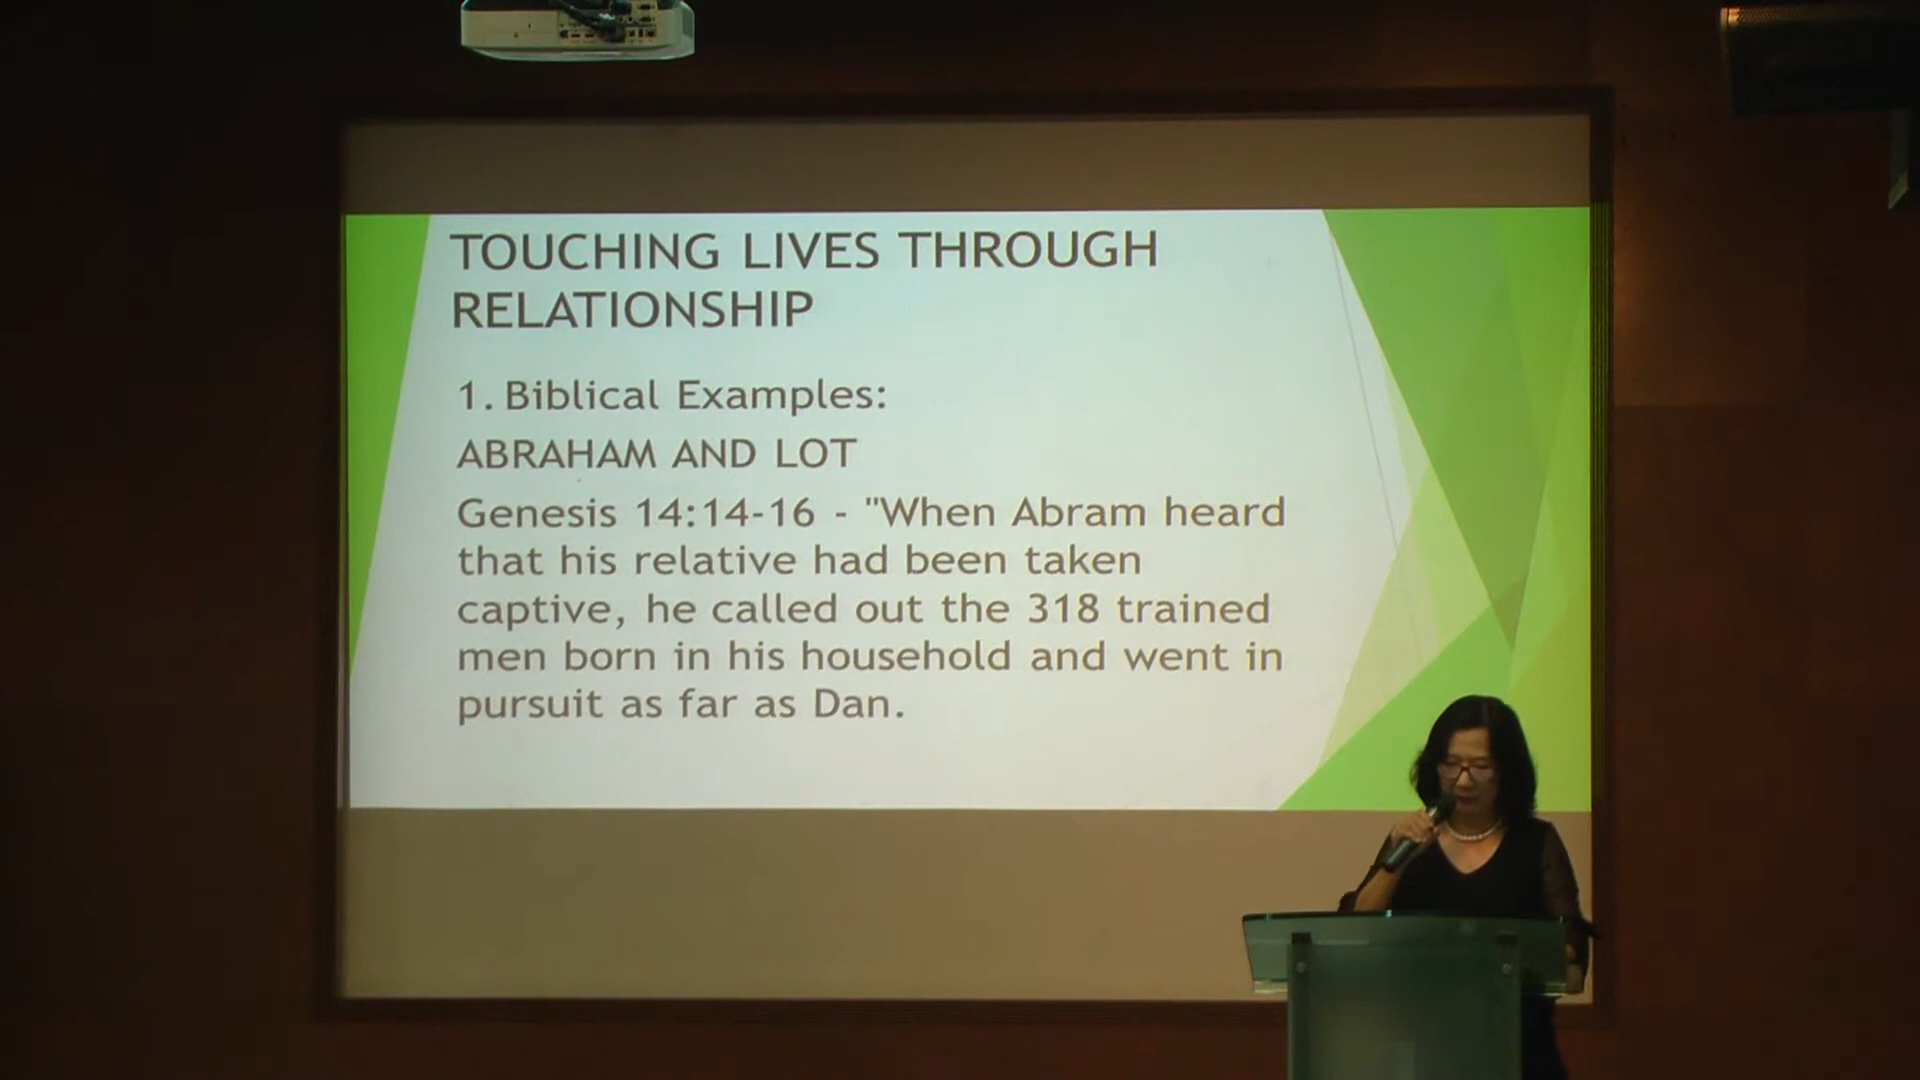 TOUCHING LIVES THROUGH
RELATIONSHIP
1. Biblical Examples:
ABRAHAM AND LOT
Genesis 14:14-16 - "When Abram heard
that his relative had been taken
captive, he called out the 318 trained
men born in his household and went in
pursuit as far as Dan.